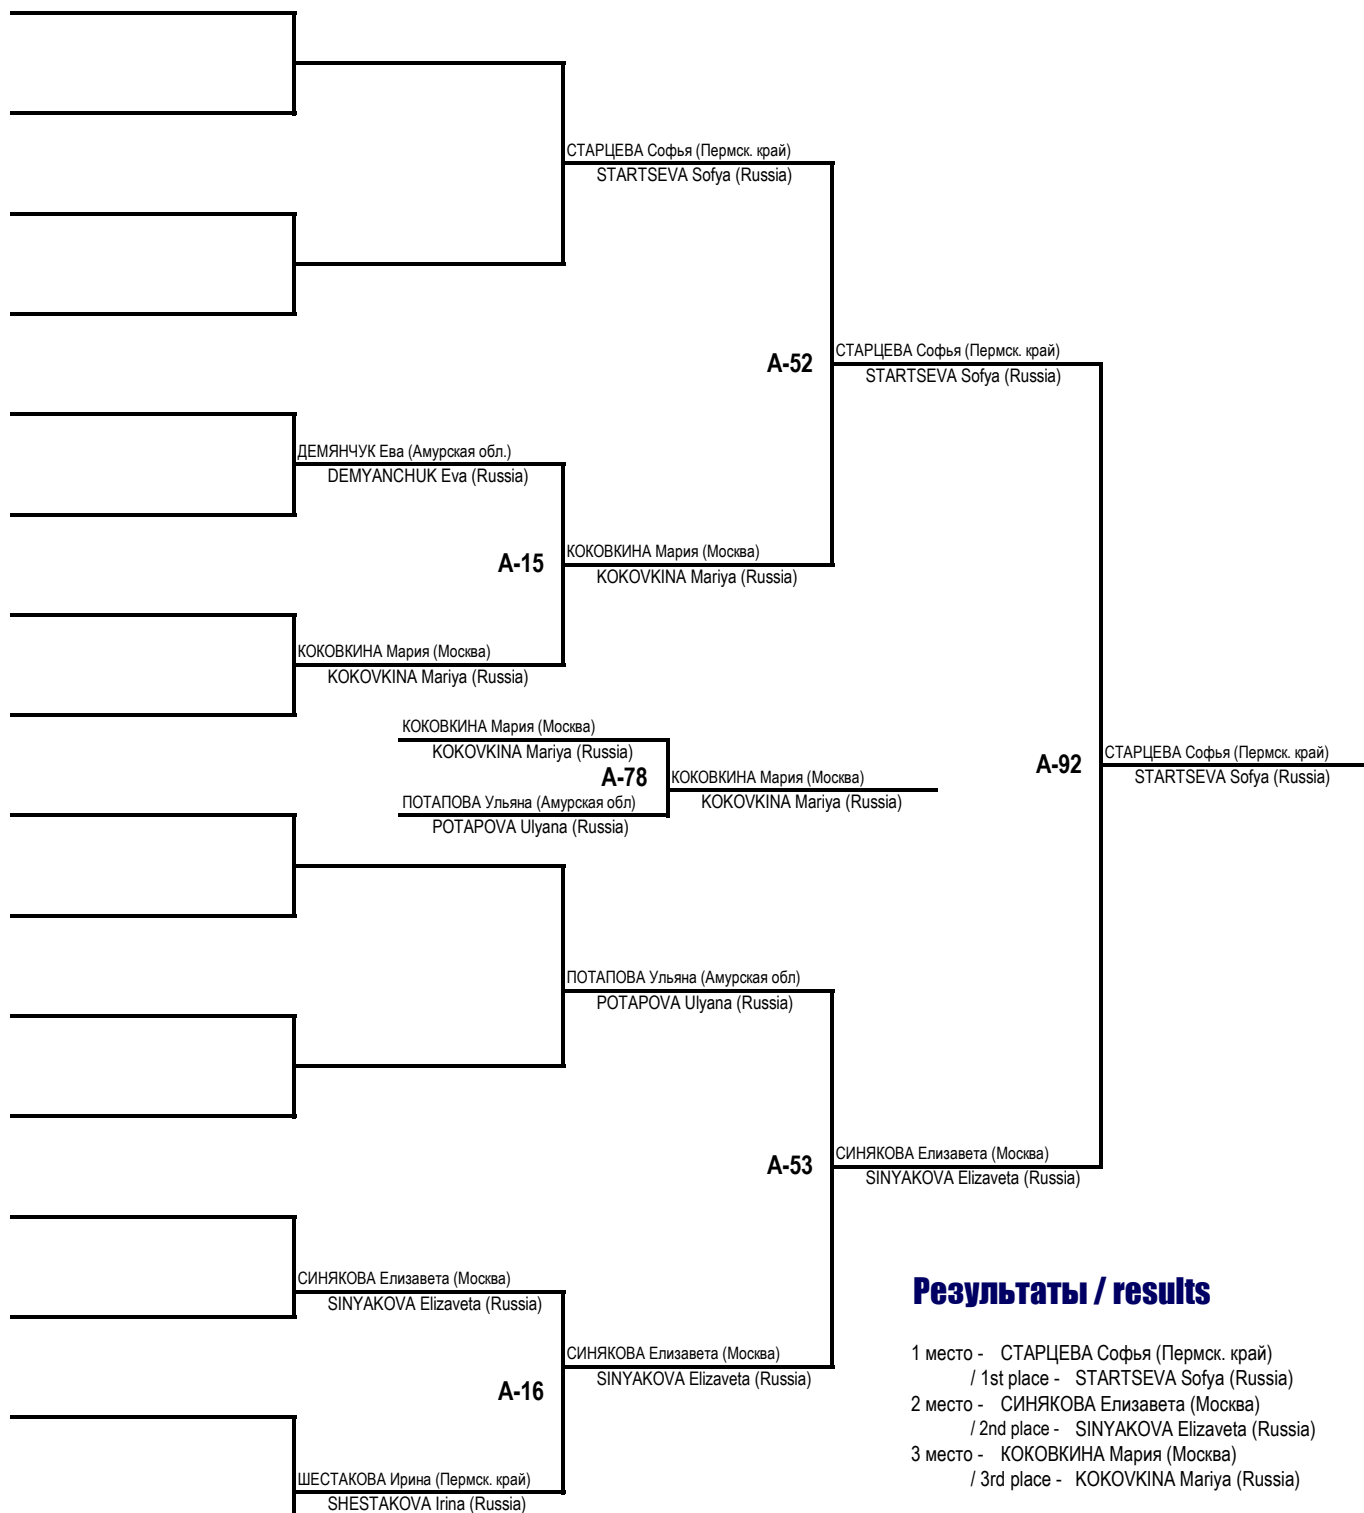 СТАРЦЕВА Софья (Пермск. край)
STARTSEVA Sofya (Russia)
А-52
СТАРЦЕВА Софья (Пермск. край)
STARTSEVA Sofya (Russia)
ДЕМЯНЧУК Ева (Амурская обл.)
DEMYANCHUK Eva (Russia)
А-15
КОКОВКИНА Мария (Москва)
KOKOVKINA Mariya (Russia)
КОКОВКИНА Мария (Москва)
KOKOVKINA Mariya (Russia)
КОКОВКИНА Мария (Москва)
KOKOVKINA Mariya (Russia)
А-78
КОКОВКИНА Мария (Москва)
KOKOVKINA Mariya (Russia)
ПОТАПОВА Ульяна (Амурская обл)
POTAPOVA Ulyana (Russia)
А-92
СТАРЦЕВА Софья (Пермск. край)
STARTSEVA Sofya (Russia)
ПОТАПОВА Ульяна (Амурская обл)
POTAPOVA Ulyana (Russia)
А-53
СИНЯКОВА Елизавета (Москва)
SINYAKOVA Elizaveta (Russia)
СИНЯКОВА Елизавета (Москва)
SINYAKOVA Elizaveta (Russia)
А-16
СИНЯКОВА Елизавета (Москва)
SINYAKOVA Elizaveta (Russia)
ШЕСТАКОВА Ирина (Пермск. край)
SHESTAKOVA Irina (Russia)
Результаты / results
1 место - СТАРЦЕВА Софья (Пермск. край)
/ 1st place - STARTSEVA Sofya (Russia)
2 место - СИНЯКОВА Елизавета (Москва)
/ 2nd place - SINYAKOVA Elizaveta (Russia)
3 место - КОКОВКИНА Мария (Москва)
/ 3rd place - KOKOVKINA Mariya (Russia)